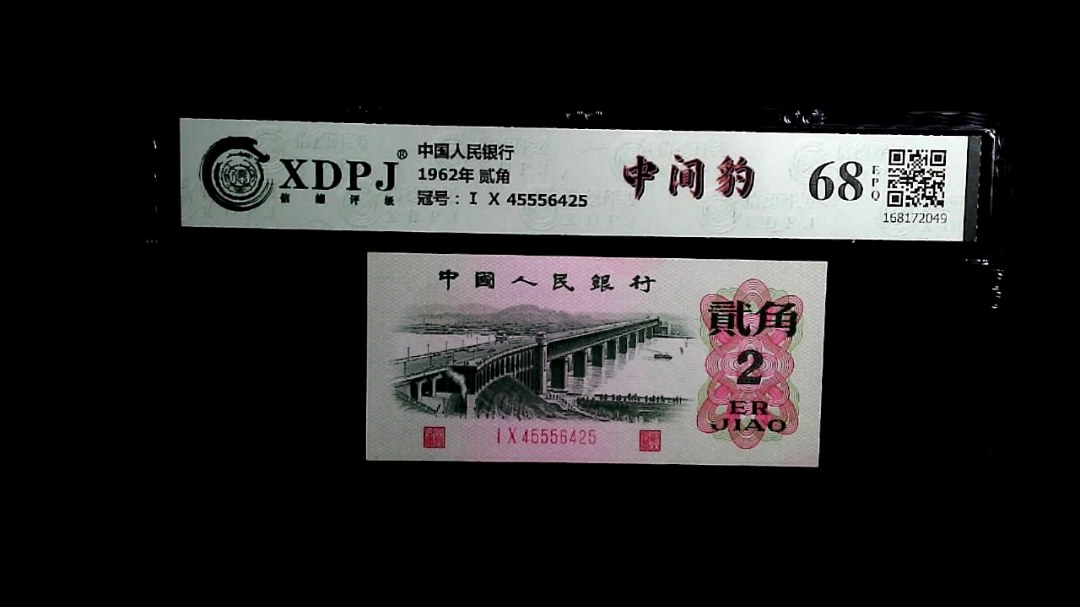 XDPJ®
信德评级
中国人民银行
1962年 贰角
冠号：I X 45556425
中间豹
68
EPQ
168172049
中國人民銀行
貳角
2
ER
JIAO
I X 45556425